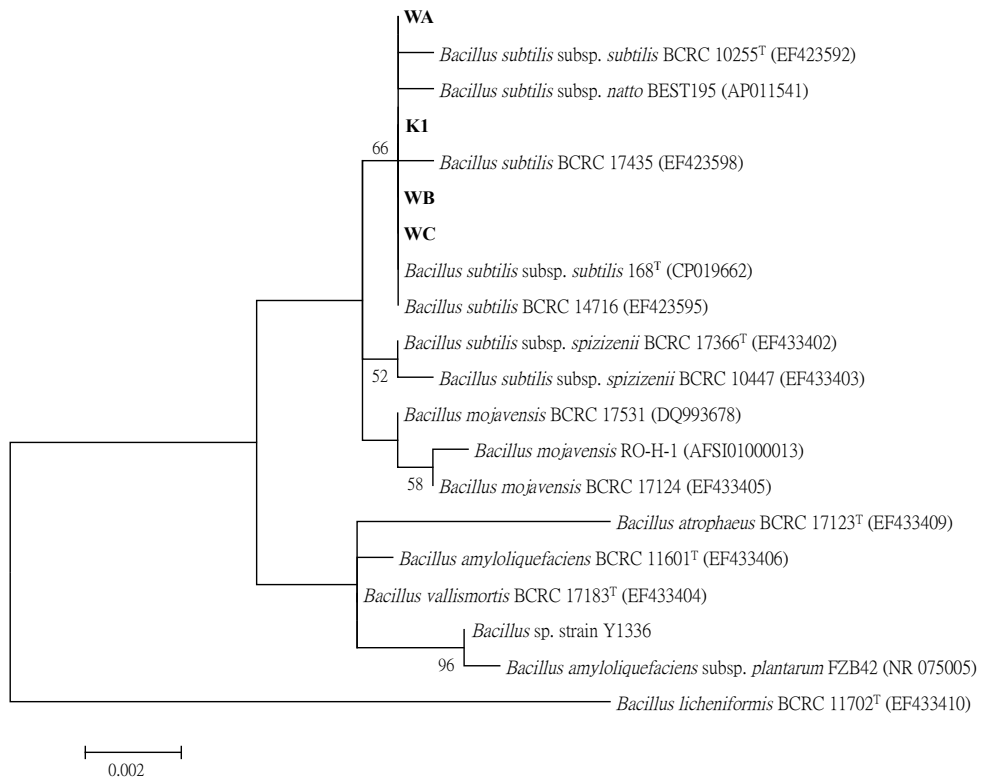 WA
Bacillus subtilis subsp. subtilis BCRC 10255T (EF423592)
Bacillus subtilis subsp. natto BEST195 (AP011541)
K1
66
Bacillus subtilis BCRC 17435 (EF423598)
WB
WC
Bacillus subtilis subsp. subtilis 168T (CP019662)
Bacillus subtilis BCRC 14716 (EF423595)
Bacillus subtilis subsp. spizizenii BCRC 17366T (EF433402)
52
Bacillus subtilis subsp. spizizenii BCRC 10447 (EF433403)
Bacillus mojavensis BCRC 17531 (DQ993678)
Bacillus mojavensis RO-H-1 (AFSI01000013)
58
Bacillus mojavensis BCRC 17124 (EF433405)
Bacillus atrophaeus BCRC 17123T (EF433409)
Bacillus amyloliquefaciens BCRC 11601T (EF433406)
Bacillus vallismortis BCRC 17183T (EF433404)
Bacillus sp. strain Y1336
96
Bacillus amyloliquefaciens subsp. plantarum FZB42 (NR 075005)
Bacillus licheniformis BCRC 11702T (EF433410)
0.002